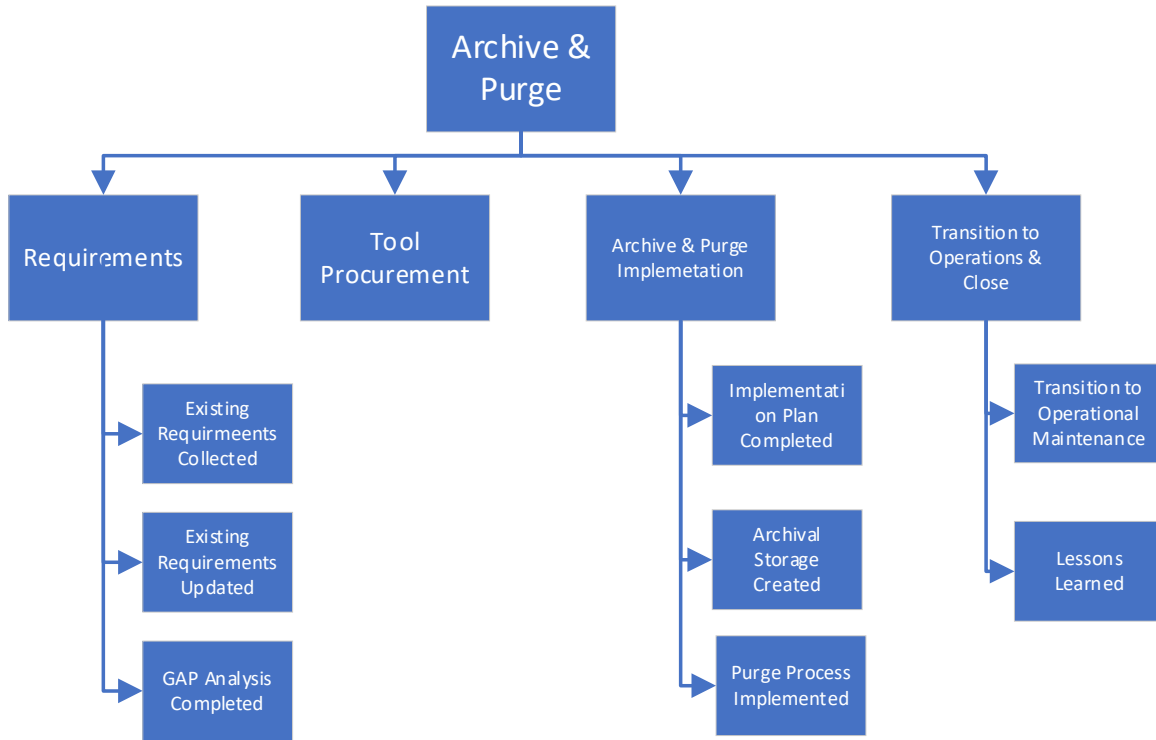 Archive &
Purge
Requirements
Tool
Procurement
Archive & Purge
Implemetation
Transition to
Operations &
Close
Existing
Requirmeents
Collected
Existing
Requirements
Updated
GAP Analysis
Completed
Implementati
on Plan
Completed
Archival
Storage
Created
Purge Process
Implemented
Transition to
Operational
Maintenance
Lessons
Learned